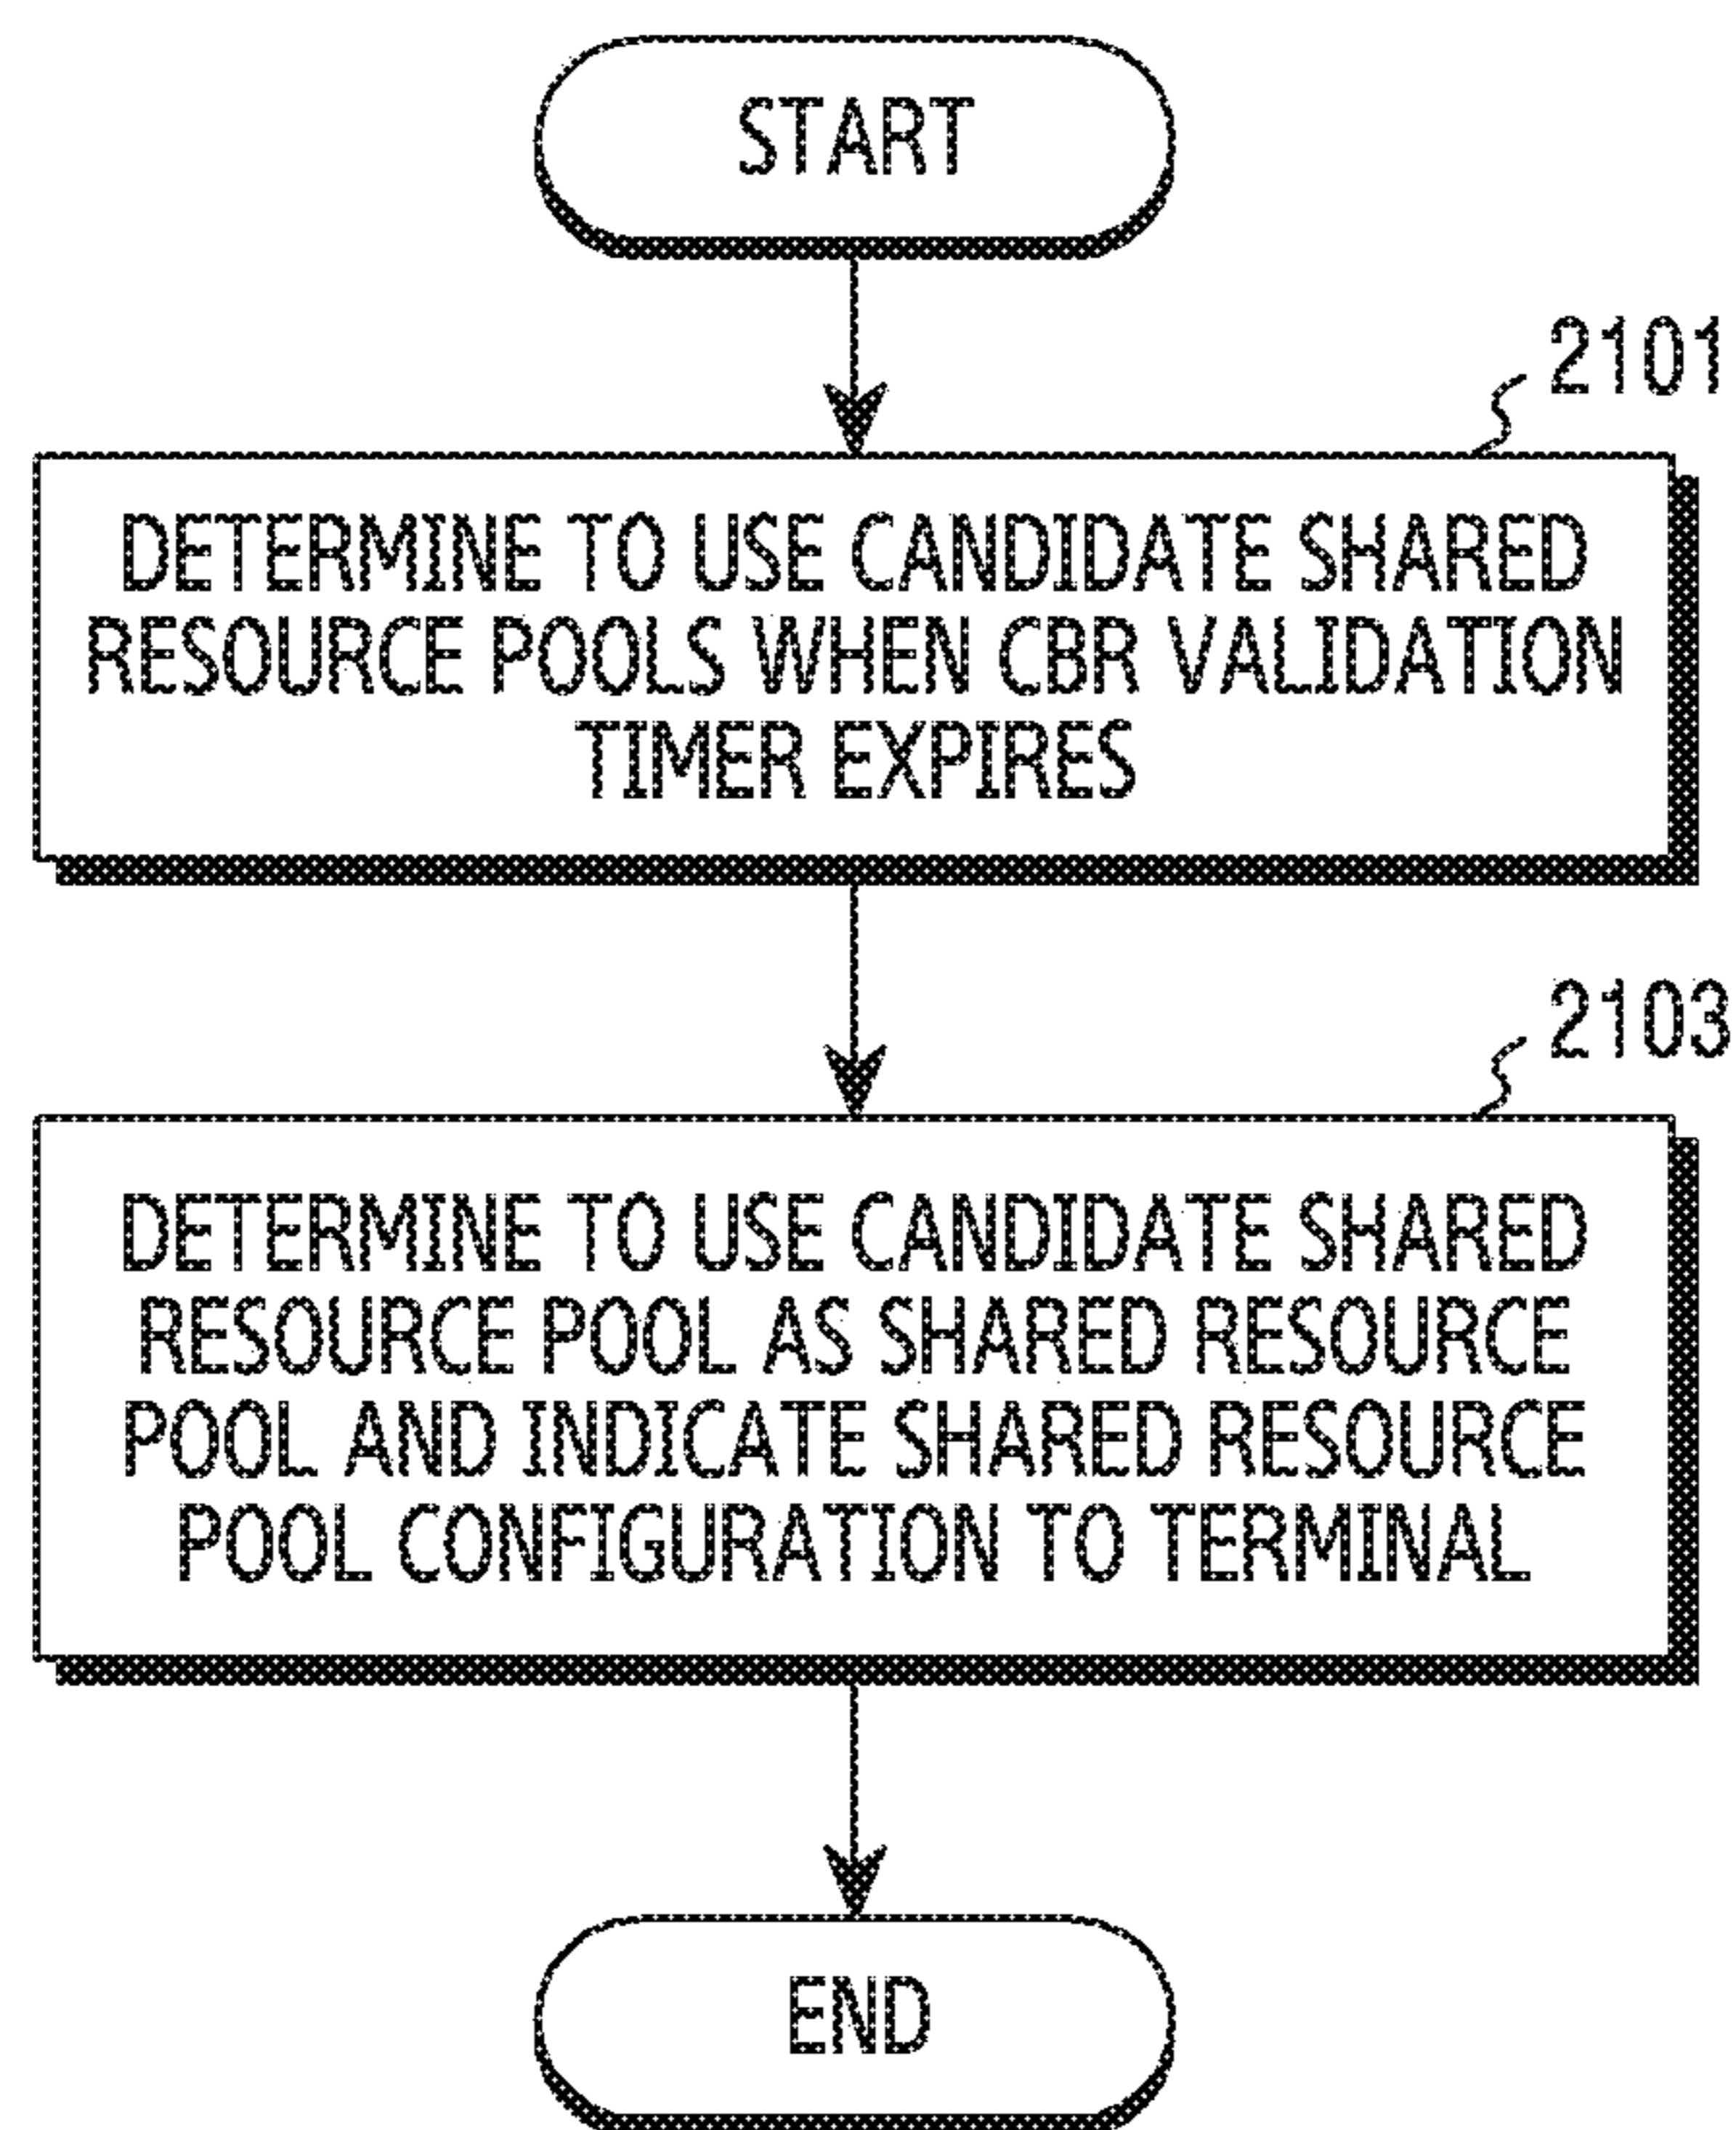 START
2101
DETERMINE TO USE CANDIDATE SHARED
RESOURCE POOLS WHEN CBR VALIDATION
TIMER EXPIRES
2103
DETERMINE TO USE CANDIDATE SHARED
RESOURCE POOL AS SHARED RESOURCE
POOL AND INDICATE SHARED RESOURCE
POOL CONFIGURATION TO TERMINAL
END